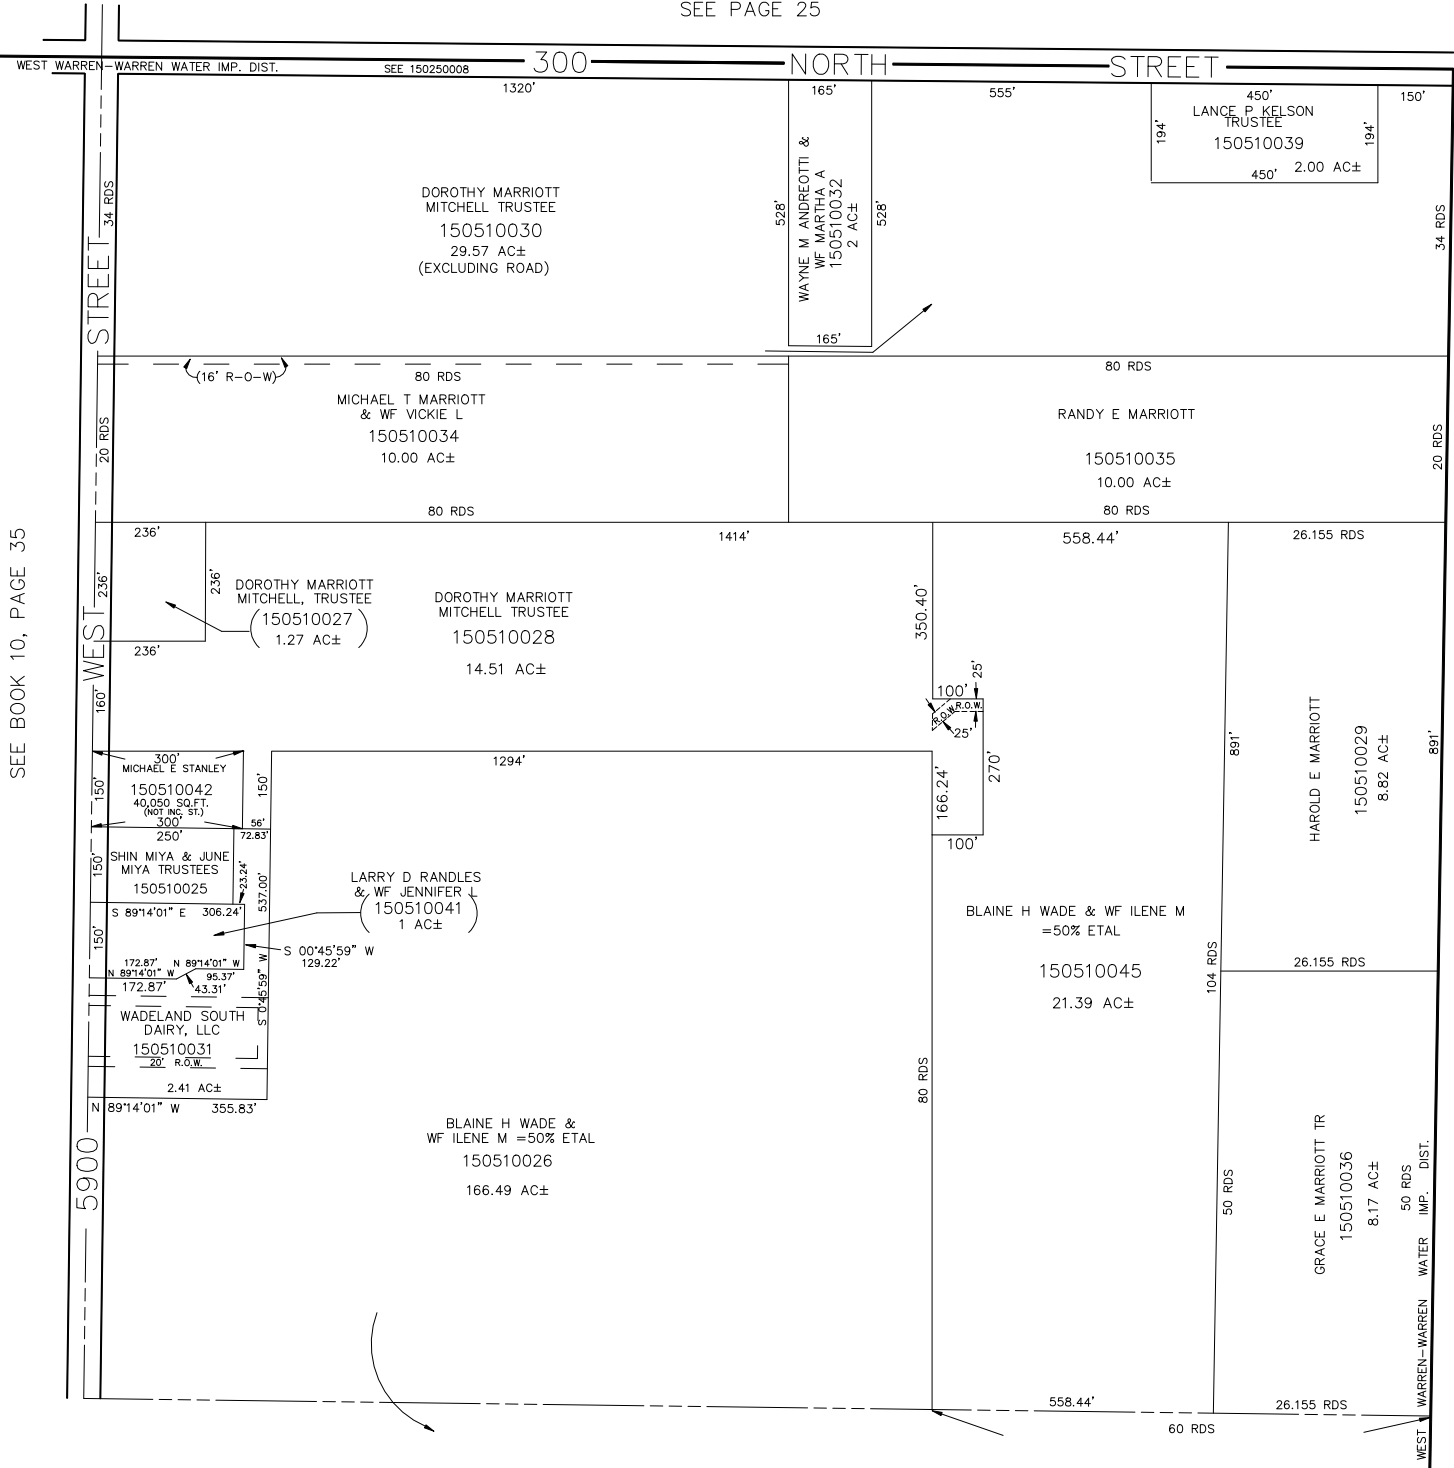 SEE PAGE 25
WEST WARREN-WARREN WATER IMP. DIST.
SEE 150250008
300 NORTH STREET
1320'
165'
555'
450'
150'
LANCE P KELSON
TRUSTEE
150510039
2.00 AC±
194'
194'
450'
34 RDS
DOROTHY MARRIOTT
MITCHELL TRUSTEE
150510030
29.57 AC±
(EXCLUDING ROAD)
528'
WAYNE M ANDREOTTI &
WF MARTHA A
150510032
2 AC±
528'
165'
34 RDS
STREET
(16' R-O-W)
80 RDS
80 RDS
MICHAEL T MARRIOTT
& WF VICKIE L
150510034
10.00 AC±
20 RDS
RANDY E MARRIOTT
150510035
10.00 AC±
20 RDS
80 RDS
80 RDS
SEE BOOK 10, PAGE 35
236'
236'
236'
236'
DOROTHY MARRIOTT
MITCHELL, TRUSTEE
(150510027)
1.27 AC±
DOROTHY MARRIOTT
MITCHELL TRUSTEE
150510028
14.51 AC±
1414'
558.44'
26.155 RDS
350.40'
WEST
160'
100'
25'
R.O.W.
R.O.W.
25'
270'
166.24'
100'
300'
MICHAEL E STANLEY
150510042
40,050 SQ.FT.
(NOT INC. ST.)
300'
150'
150'
1294'
56'
250'
72.83'
SHIN MIYA & JUNE
MIYA TRUSTEES
150510025
150'
23.24'
537.00'
S 89°14'01" E 306.24'
LARRY D RANDLES
& WF JENNIFER L
(150510041)
1 AC±
150'
S 00°45'59" W
129.22'
172.87' N 89°14'01" W
N 89°14'01" W 95.37'
172.87' 43.31'
S 0°45'59" W
WADELAND SOUTH
DAIRY, LLC
150510031
20' R.O.W.
2.41 AC±
N 89°14'01" W 355.83'
5900
BLAINE H WADE &
WF ILENE M =50% ETAL
150510026
166.49 AC±
BLAINE H WADE & WF ILENE M
=50% ETAL
150510045
21.39 AC±
80 RDS
104 RDS
891'
HAROLD E MARRIOTT
150510029
8.82 AC±
891'
26.155 RDS
50 RDS
GRACE E MARRIOTT TR
150510036
8.17 AC±
50 RDS
WEST WARREN-WARREN WATER IMP. DIST.
558.44'
26.155 RDS
60 RDS